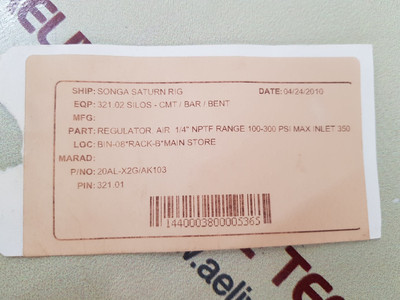 SHIP: SONGA SATURN RIG DATE: 04/24/2010
EQP: 321.02 SILOS - CMT / BAR / BENT
MFG:
PART: REGULATOR, AIR, 1/4" NPTF RANGE 100-300 PSI MAX INLET 350
LOC: BIN-08*RACK-B*MAIN STORE
MARAD:
P/NO: 20AL-X2G/AK103
PIN: 321.01
1440003800005365